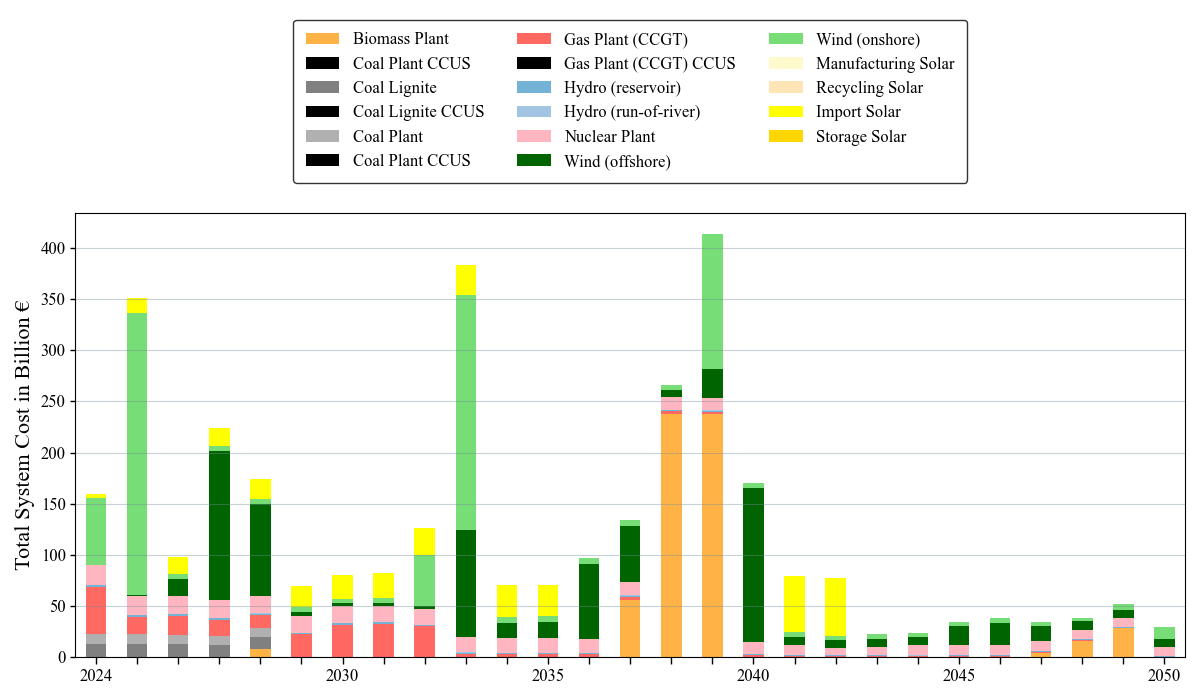 Biomass Plant
Coal Plant CCUS
Coal Lignite
Coal Lignite CCUS
Coal Plant
Coal Plant CCUS
Gas Plant (CCGT)
Gas Plant (CCGT) CCUS
Hydro (reservoir)
Hydro (run-of-river)
Nuclear Plant
Wind (offshore)
Wind (onshore)
Manufacturing Solar
Recycling Solar
Import Solar
Storage Solar
Total System Cost in Billion €
400
350
300
250
200
150
100
50
0
2024
2030
2035
2040
2045
2050